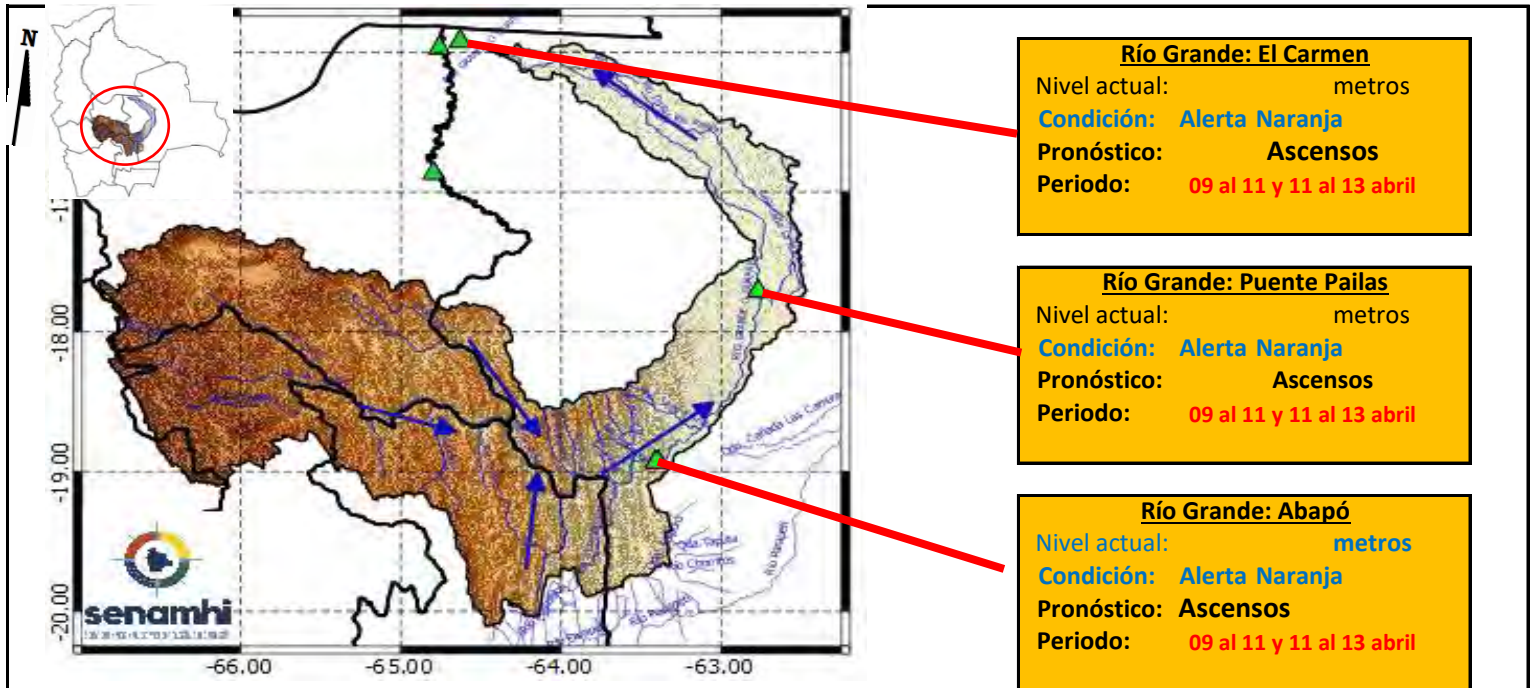 N
Río Grande: El Carmen
Nivel actual: metros
Condición: Alerta Naranja
Pronóstico: Ascensos
Periodo: 09 al 11 y 11 al 13 abril
Río Grande: Puente Pailas
Nivel actual: metros
Condición: Alerta Naranja
Pronóstico: Ascensos
Periodo: 09 al 11 y 11 al 13 abril
Río Grande: Abapó
Nivel actual: metros
Condición: Alerta Naranja
Pronóstico: Ascensos
Periodo: 09 al 11 y 11 al 13 abril
-18.00
-19.00
-20.00
-66.00
-65.00
-64.00
-63.00
senamhi